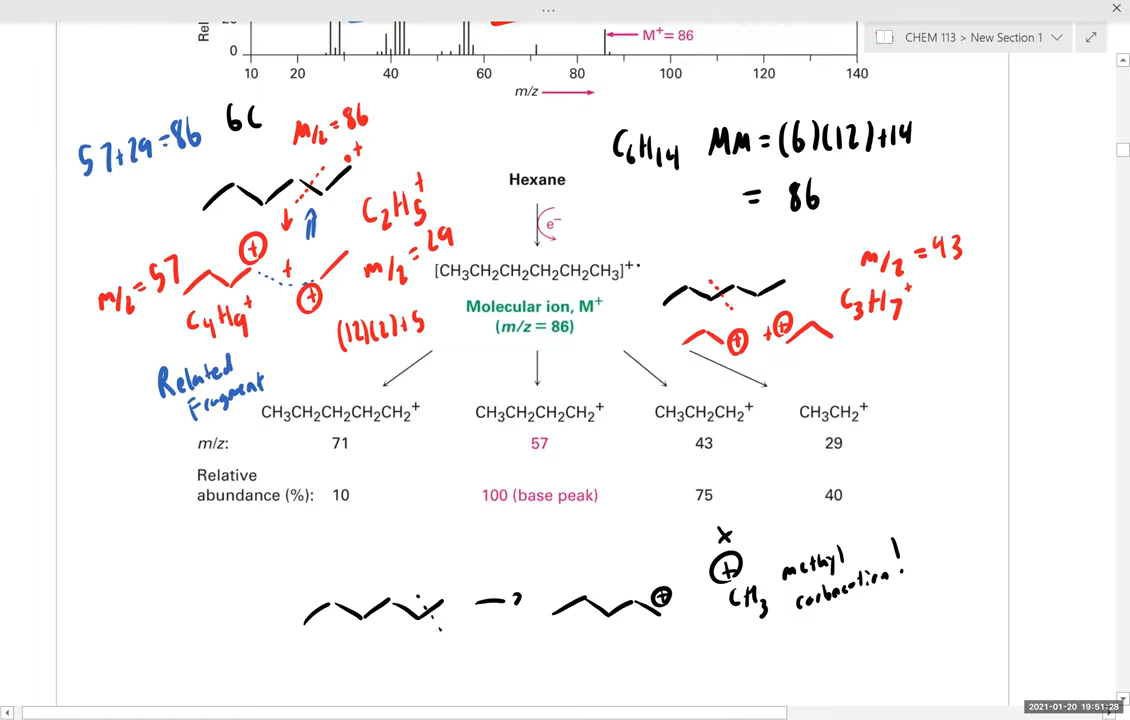 CHEM 113 > New Section 1
20
Rel
0
M+ = 86
10 20 40 60 80 100 120 140
m/z
57+29=86
6C
m/z = 86
•+
C6H14 MM = (6)(12)+14
= 86
Hexane
e−
C2H5+
m/z = 29
m/z = 57
+
+
+
C4H9+
(12)(2)+5
[CH3CH2CH2CH2CH2CH3]+•
Molecular ion, M+
(m/z = 86)
m/z = 43
C3H7+
+ + +
Related
Fragment
CH3CH2CH2CH2CH2+ CH3CH2CH2CH2+ CH3CH2CH2+ CH3CH2+
m/z: 71 57 43 29
Relative
abundance (%): 10 100 (base peak) 75 40
x
+
+
CH3
methyl
carbocation!
2021-01-20 19:51:28